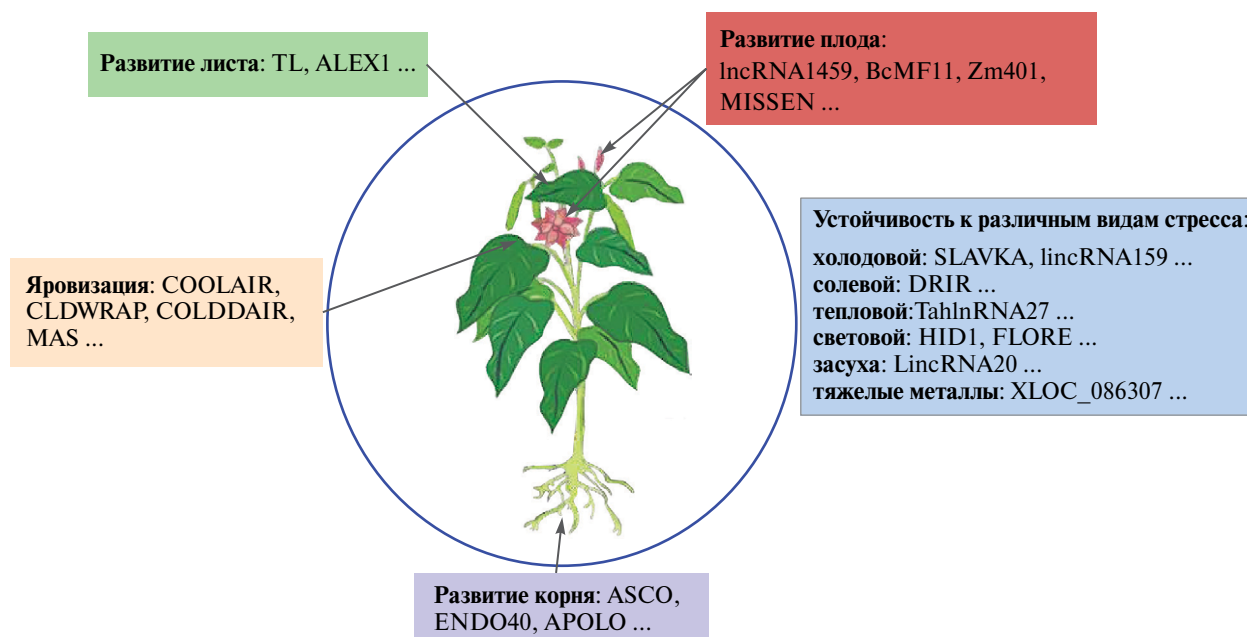 Развитие листа: TL, ALEX1 ...
Развитие плода:
lncRNA1459, BcMF11, Zm401,
MISSEN ...
Устойчивость к различным видам стресса:
холодовой: SLAVKA, lincRNA159 ...
солевой: DRIR ...
тепловой:TahlnRNA27 ...
световой: HID1, FLORE ...
засуха: LincRNA20 ...
тяжелые металлы: XLOC_086307 ...
Яровизация: COOLAIR,
CLDWRAP, COLDDAIR,
MAS ...
Развитие корня: ASCO,
ENDO40, APOLO ...